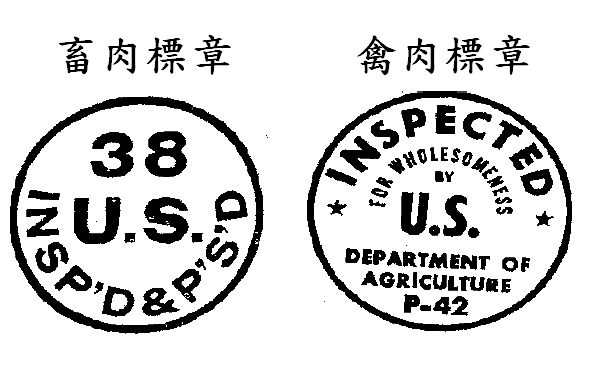 畜肉標章
38
U.S.
INSP'D&P'S'D
禽肉標章
INSPECTED
FOR WHOLESOMENESS
BY
U.S.
DEPARTMENT OF
AGRICULTURE
P-42